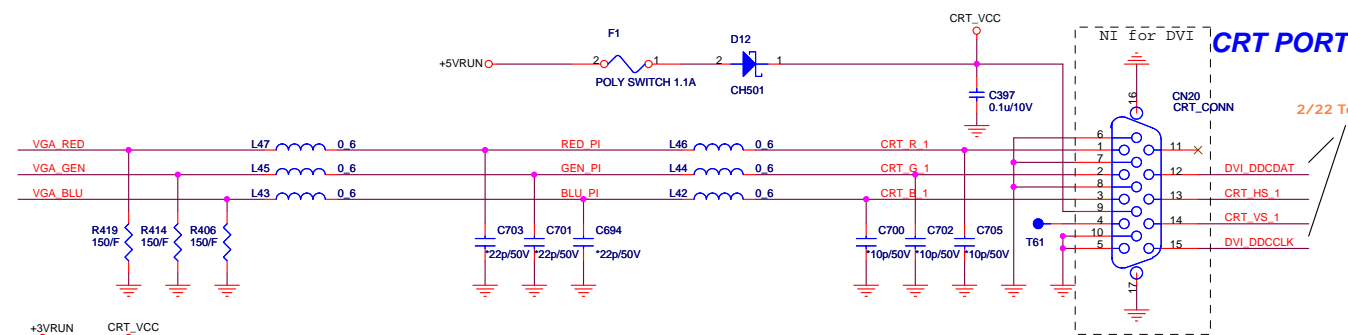 CRT_VCC
NI for DVI
CRT PORT
F1
D12
+5VRUN
2
1
2
1
POLY SWITCH 1.1A
CH501
C397
0.1u/10V
16
CN20
CRT_CONN
2/22
VGA_RED
L47
0_6
RED_PI
L46
0_6
CRT_R_1
6
1
11
VGA_GEN
L45
0_6
GEN_PI
L44
0_6
CRT_G_1
7
2
12
DVI_DDCDAT
VGA_BLU
L43
0_6
BLU_PI
L42
0_6
CRT_B_1
8
3
13
CRT_HS_1
9
4
14
CRT_VS_1
T61
10
5
15
DVI_DDCCLK
R419
150/F
R414
150/F
R406
150/F
C703
*22p/50V
C701
*22p/50V
C694
*22p/50V
C700
*10p/50V
C702
*10p/50V
C705
*10p/50V
17
+3VRUN
CRT_VCC